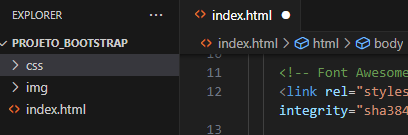 EXPLORER
PROJETO_BOOTSTRAP
css
img
index.html
index.html
index.html > html > body
11 <!-- Font Awesome
12 <link rel="styles
integrity="sha384
13